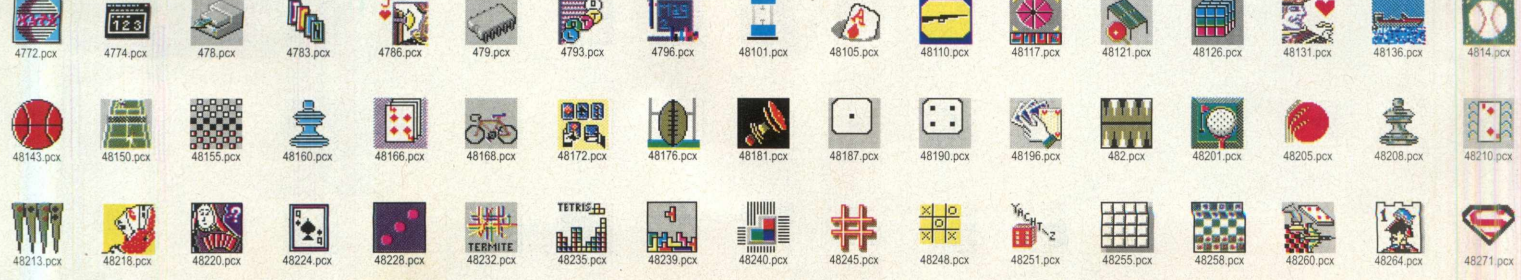 123
4772.pcx 4774.pcx 478.pcx 4783.pcx 4786.pcx 479.pcx 4793.pcx 4796.pcx 48101.pcx 48105.pcx 48110.pcx 48117.pcx 48121.pcx 48126.pcx 48131.pcx 48136.pcx 4814.pcx
48143.pcx 48150.pcx 48155.pcx 48160.pcx 48166.pcx 48168.pcx 48172.pcx 48176.pcx 48181.pcx 48187.pcx 48190.pcx 48196.pcx 482.pcx 48201.pcx 48205.pcx 48208.pcx 48210.pcx
TERMITE TETRIS YACHT-Z
48213.pcx 48218.pcx 48220.pcx 48224.pcx 48228.pcx 48232.pcx 48235.pcx 48239.pcx 48240.pcx 48245.pcx 48248.pcx 48251.pcx 48255.pcx 48258.pcx 48260.pcx 48264.pcx 48271.pcx